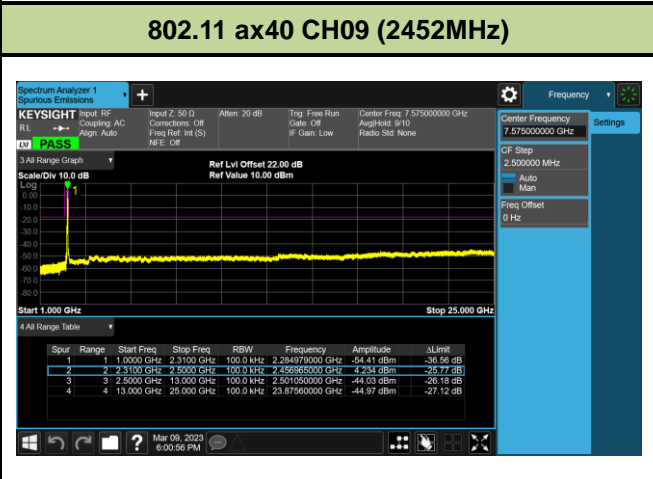 802.11 ax40 CH09 (2452MHz)
Spectrum Analyzer 1
Spurious Emissions
Frequency
KEYSIGHT
RL
PASS
Input: RF
Coupling: AC
Align: Auto
Input Z: 50 Ω
Corrections: Off
Freq Ref: Int (S)
NFE: Off
Atten: 20 dB
Trig: Free Run
Gate: Off
IF Gain: Low
Center Freq: 7.575000000 GHz
Avg|Hold: 9/10
Radio Std: None
3 All Range Graph
Scale/Div 10.0 dB
Ref Lvl Offset 22.00 dB
Ref Value 10.00 dBm
Log
1
0.00
-10.0
-20.0
-30.0
-40.0
-50.0
-60.0
-70.0
-80.0
Start 1.000 GHz
Stop 25.000 GHz
4 All Range Table
Spur Range Start Freq Stop Freq RBW Frequency Amplitude ΔLimit
1 1 1.0000 GHz 2.3100 GHz 100.0 kHz 2.284979000 GHz -54.41 dBm -36.56 dB
2 2 2.3100 GHz 2.5000 GHz 100.0 kHz 2.456965000 GHz 4.234 dBm -25.77 dB
3 3 2.5000 GHz 13.000 GHz 100.0 kHz 2.501050000 GHz -44.03 dBm -26.18 dB
4 4 13.000 GHz 25.000 GHz 100.0 kHz 23.87560000 GHz -44.97 dBm -27.12 dB
Center Frequency
7.575000000 GHz
Settings
CF Step
2.500000 MHz
Auto
Man
Freq Offset
0 Hz
Mar 09, 2023
6:00:56 PM